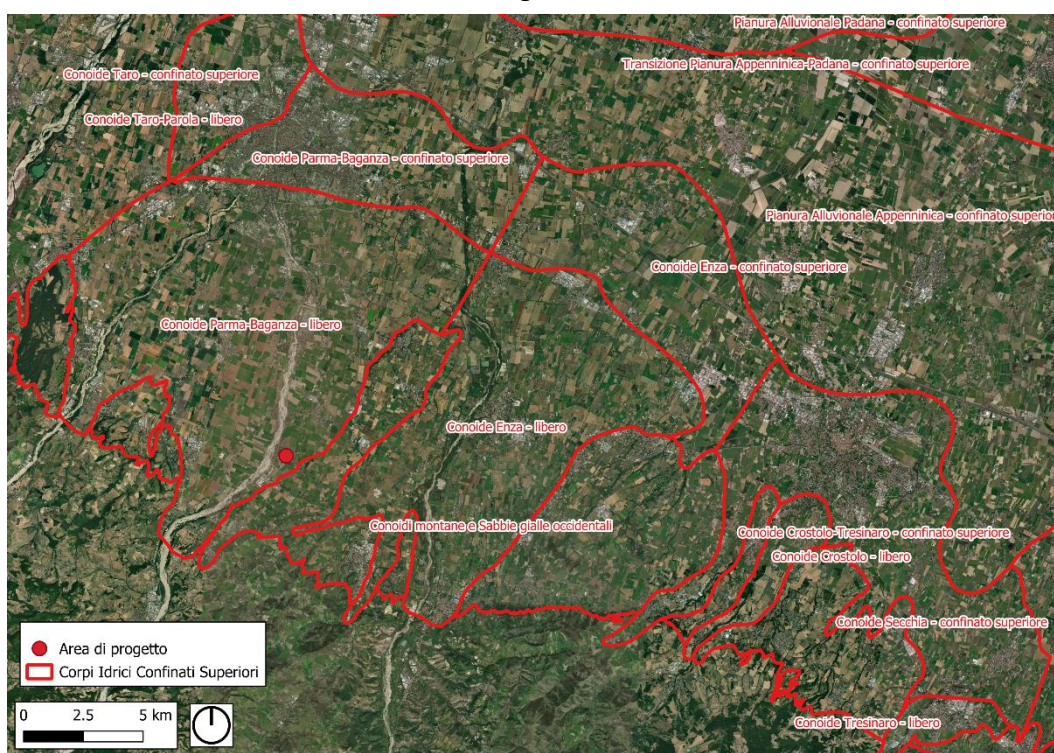 Pianura Alluvionale Padana - confinato superiore
Transizione Pianura Appenninica-Padana - confinato superiore
Conoide Taro - confinato superiore
Conoide Taro-Parola - libero
Conoide Parma-Baganza - confinato superiore
Pianura Alluvionale Appenninica - confinato superior
Conoide Enza - confinato superiore
Conoide Parma-Baganza - libero
Conoide Enza - libero
Conoidi montane e Sabbie gialle occidentali
Conoide Crostolo-Tresinaro - confinato superiore
Conoide Crostolo - libero
Conoide Secchia - confinato superiore
Conoide Tresinaro - libero
Area di progetto
Corpi Idrici Confinati Superiori
0 2.5 5 km